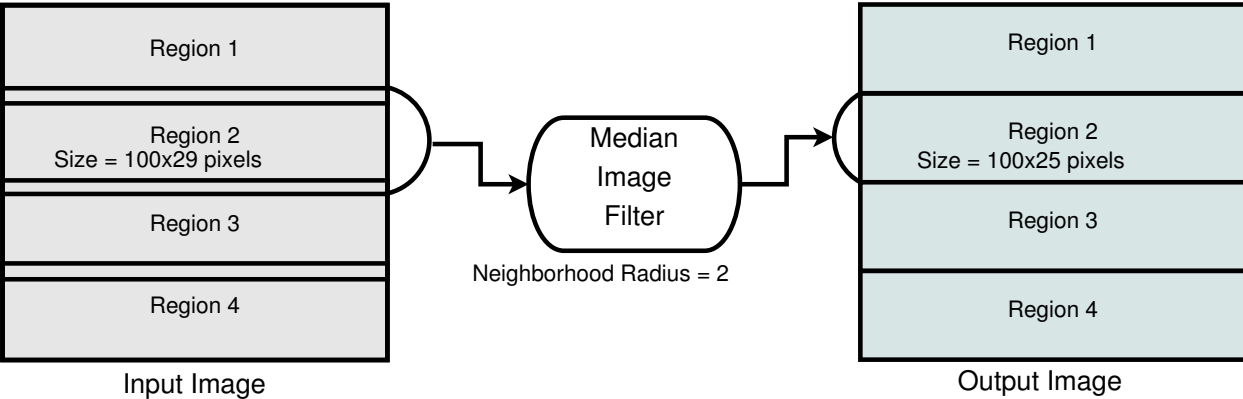 Region 1
Region 2
Size = 100x29 pixels
Region 3
Region 4
Input Image
Median
Image
Filter
Neighborhood Radius = 2
Region 1
Region 2
Size = 100x25 pixels
Region 3
Region 4
Output Image